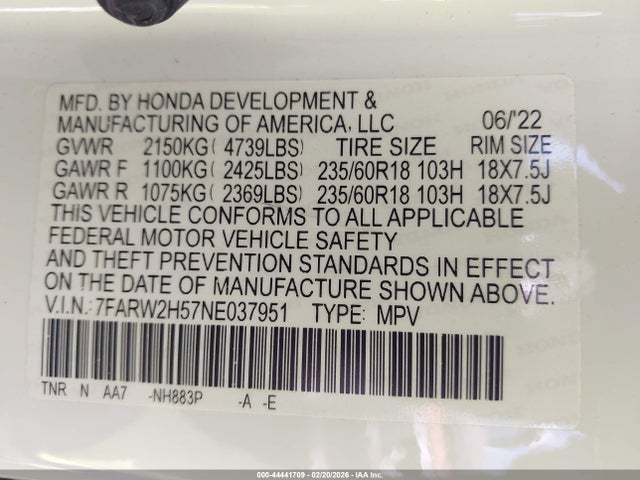 MFD. BY HONDA DEVELOPMENT &
MANUFACTURING OF AMERICA, LLC 06/'22
GVWR 2150KG( 4739LBS) TIRE SIZE RIM SIZE
GAWR F 1100KG( 2425LBS) 235/60R18 103H 18X7.5J
GAWR R 1075KG( 2369LBS) 235/60R18 103H 18X7.5J
THIS VEHICLE CONFORMS TO ALL APPLICABLE
FEDERAL MOTOR VEHICLE SAFETY
AND THEFT PREVENTION STANDARDS IN EFFECT
ON THE DATE OF MANUFACTURE SHOWN ABOVE.
V.I.N.: 7FARW2H57NE037951 TYPE: MPV
TNR N AA7 -NH883P -A -E
000-44441709 - 02/20/2026 - IAA Inc.